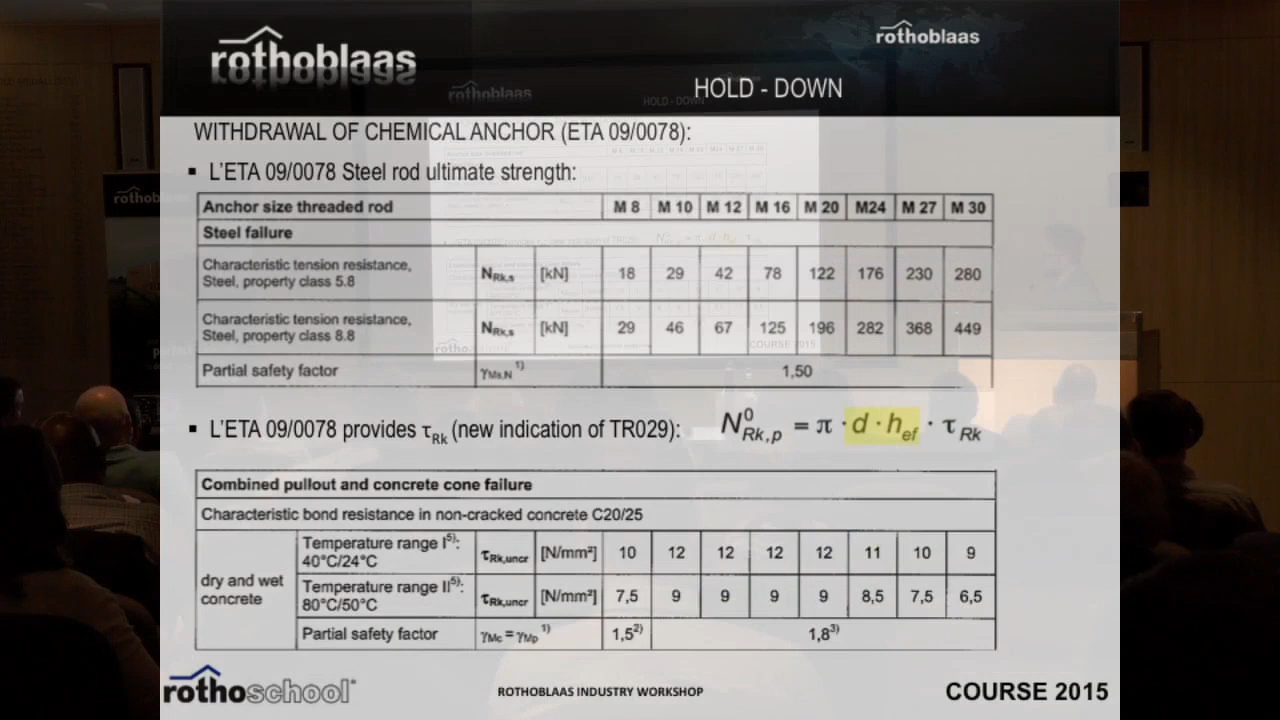 rothoblaas
rothoblaas
HOLD - DOWN
WITHDRAWAL OF CHEMICAL ANCHOR (ETA 09/0078):
▪ L'ETA 09/0078 Steel rod ultimate strength:
Anchor size threaded rod M 8 M 10 M 12 M 16 M 20 M24 M 27 M 30
Steel failure
Characteristic tension resistance,
Steel, property class 5.8 NRk,s [kN] 18 29 42 78 122 176 230 280
Characteristic tension resistance,
Steel, property class 8.8 NRk,s [kN] 29 46 67 125 196 282 368 449
Partial safety factor γMs,N 1) 1,50
▪ L'ETA 09/0078 provides τRk (new indication of TR029): N0Rk,p = π · d · hef · τRk
Combined pullout and concrete cone failure
Characteristic bond resistance in non-cracked concrete C20/25
dry and wet
concrete
Temperature range I5):
40°C/24°C τRk,uncr [N/mm²] 10 12 12 12 12 11 10 9
Temperature range II5):
80°C/50°C τRk,uncr [N/mm²] 7,5 9 9 9 9 8,5 7,5 6,5
Partial safety factor γMc = γMp 1) 1,52) 1,83)
rothoschool
ROTHOBLAAS INDUSTRY WORKSHOP
COURSE 2015
rothoblaas
HOLD-DOWN
COURSE 2015